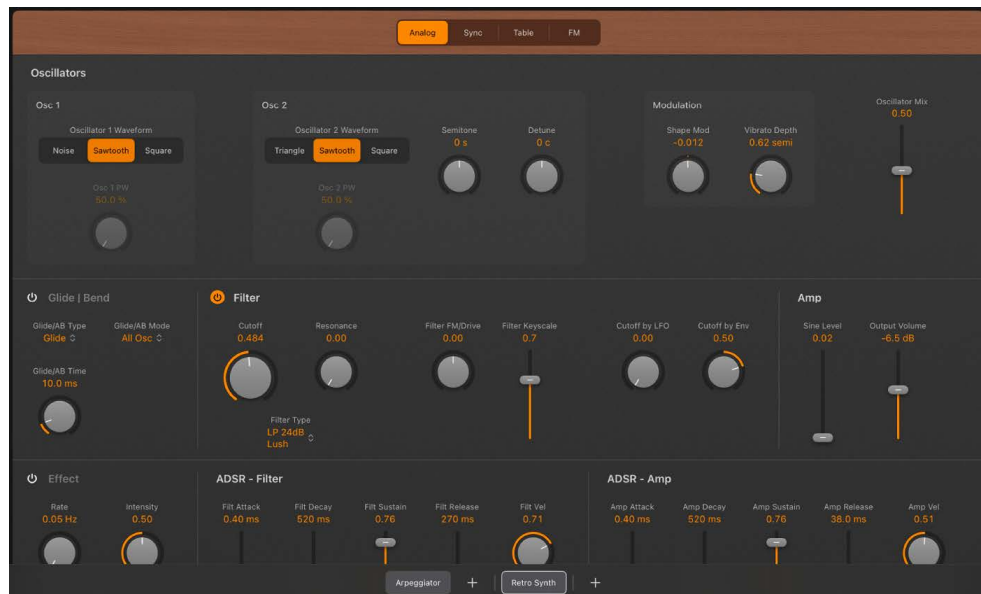 Analog Sync Table FM
Oscillators
Osc 1
Oscillator 1 Waveform
Noise Sawtooth Square
Osc 1 PW
50.0 %
Osc 2
Oscillator 2 Waveform
Triangle Sawtooth Square
Osc 2 PW
50.0 %
Semitone
0 s
Detune
0 c
Modulation
Shape Mod
-0.012
Vibrato Depth
0.62 semi
Oscillator Mix
0.50
Glide | Bend
Glide/AB Type
Glide
Glide/AB Mode
All Osc
Glide/AB Time
10.0 ms
Filter
Cutoff
0.484
Resonance
0.00
Filter FM/Drive
0.00
Filter Keyscale
0.7
Cutoff by LFO
0.00
Cutoff by Env
0.50
Filter Type
LP 24dB
Lush
Amp
Sine Level
0.02
Output Volume
-6.5 dB
Effect
Rate
0.05 Hz
Intensity
0.50
ADSR - Filter
Filt Attack
0.40 ms
Filt Decay
520 ms
Filt Sustain
0.76
Filt Release
270 ms
Filt Vel
0.71
ADSR - Amp
Amp Attack
0.40 ms
Amp Decay
520 ms
Amp Sustain
0.76
Amp Release
38.0 ms
Amp Vel
0.51
Arpeggiator + Retro Synth +